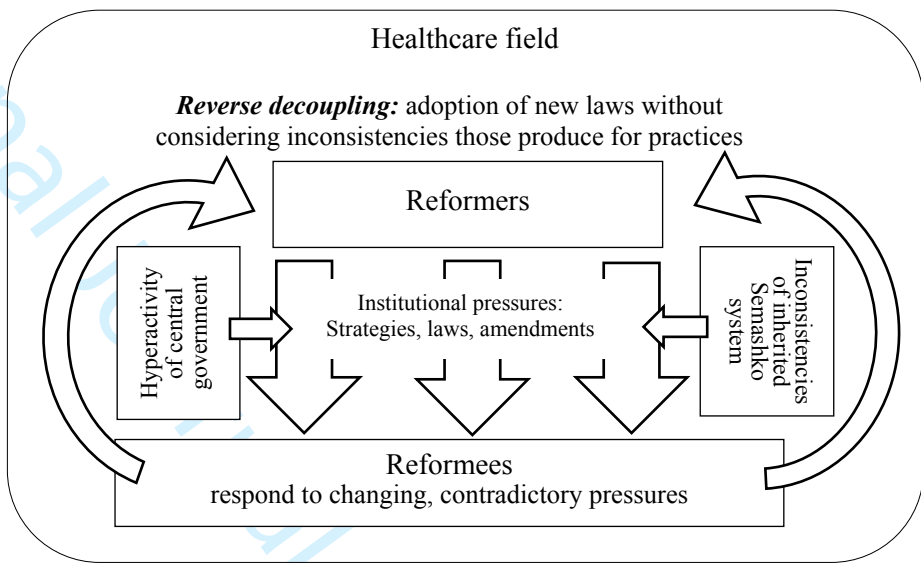 Healthcare field
Reverse decoupling: adoption of new laws without
considering inconsistencies those produce for practices
Reformers
Hyperactivity
of central
government
Institutional pressures:
Strategies, laws, amendments
Inconsistencies
of inherited
Semashko
system
Reformees
respond to changing, contradictory pressures